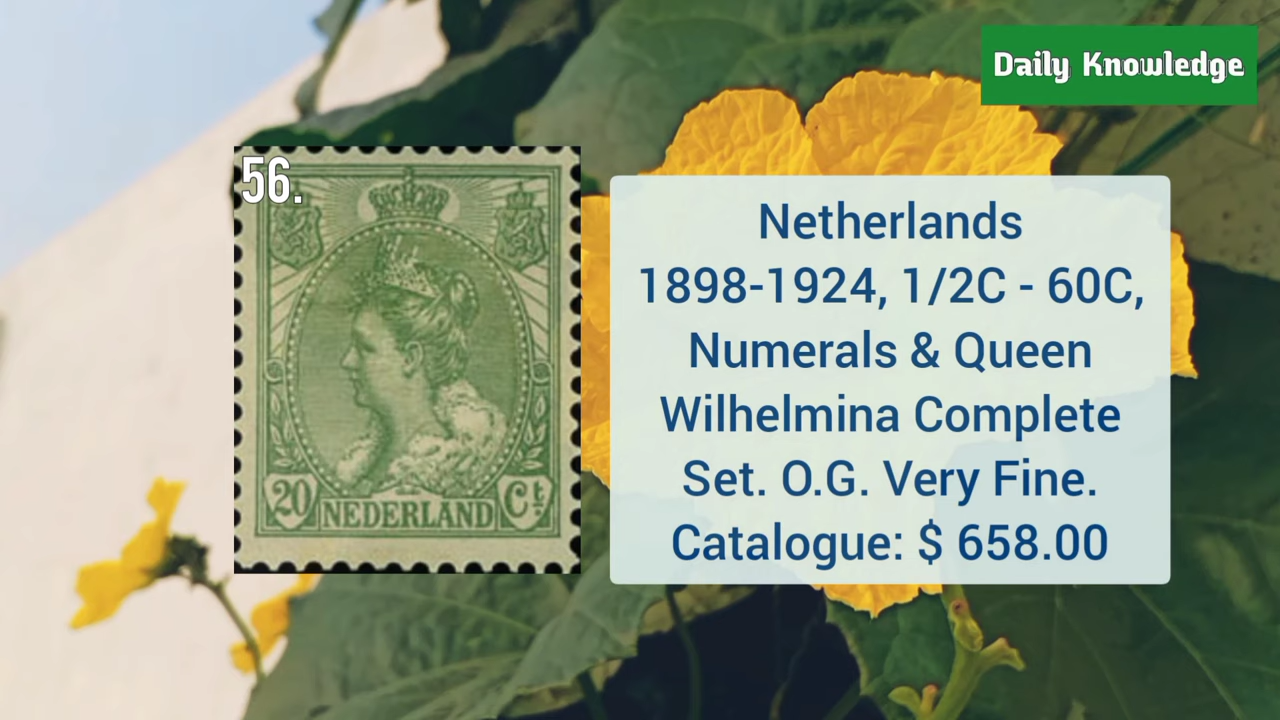 Daily Knowledge
56.
20 NEDERLAND Ct
Netherlands
1898-1924, 1/2C - 60C,
Numerals & Queen
Wilhelmina Complete
Set. O.G. Very Fine.
Catalogue: $ 658.00